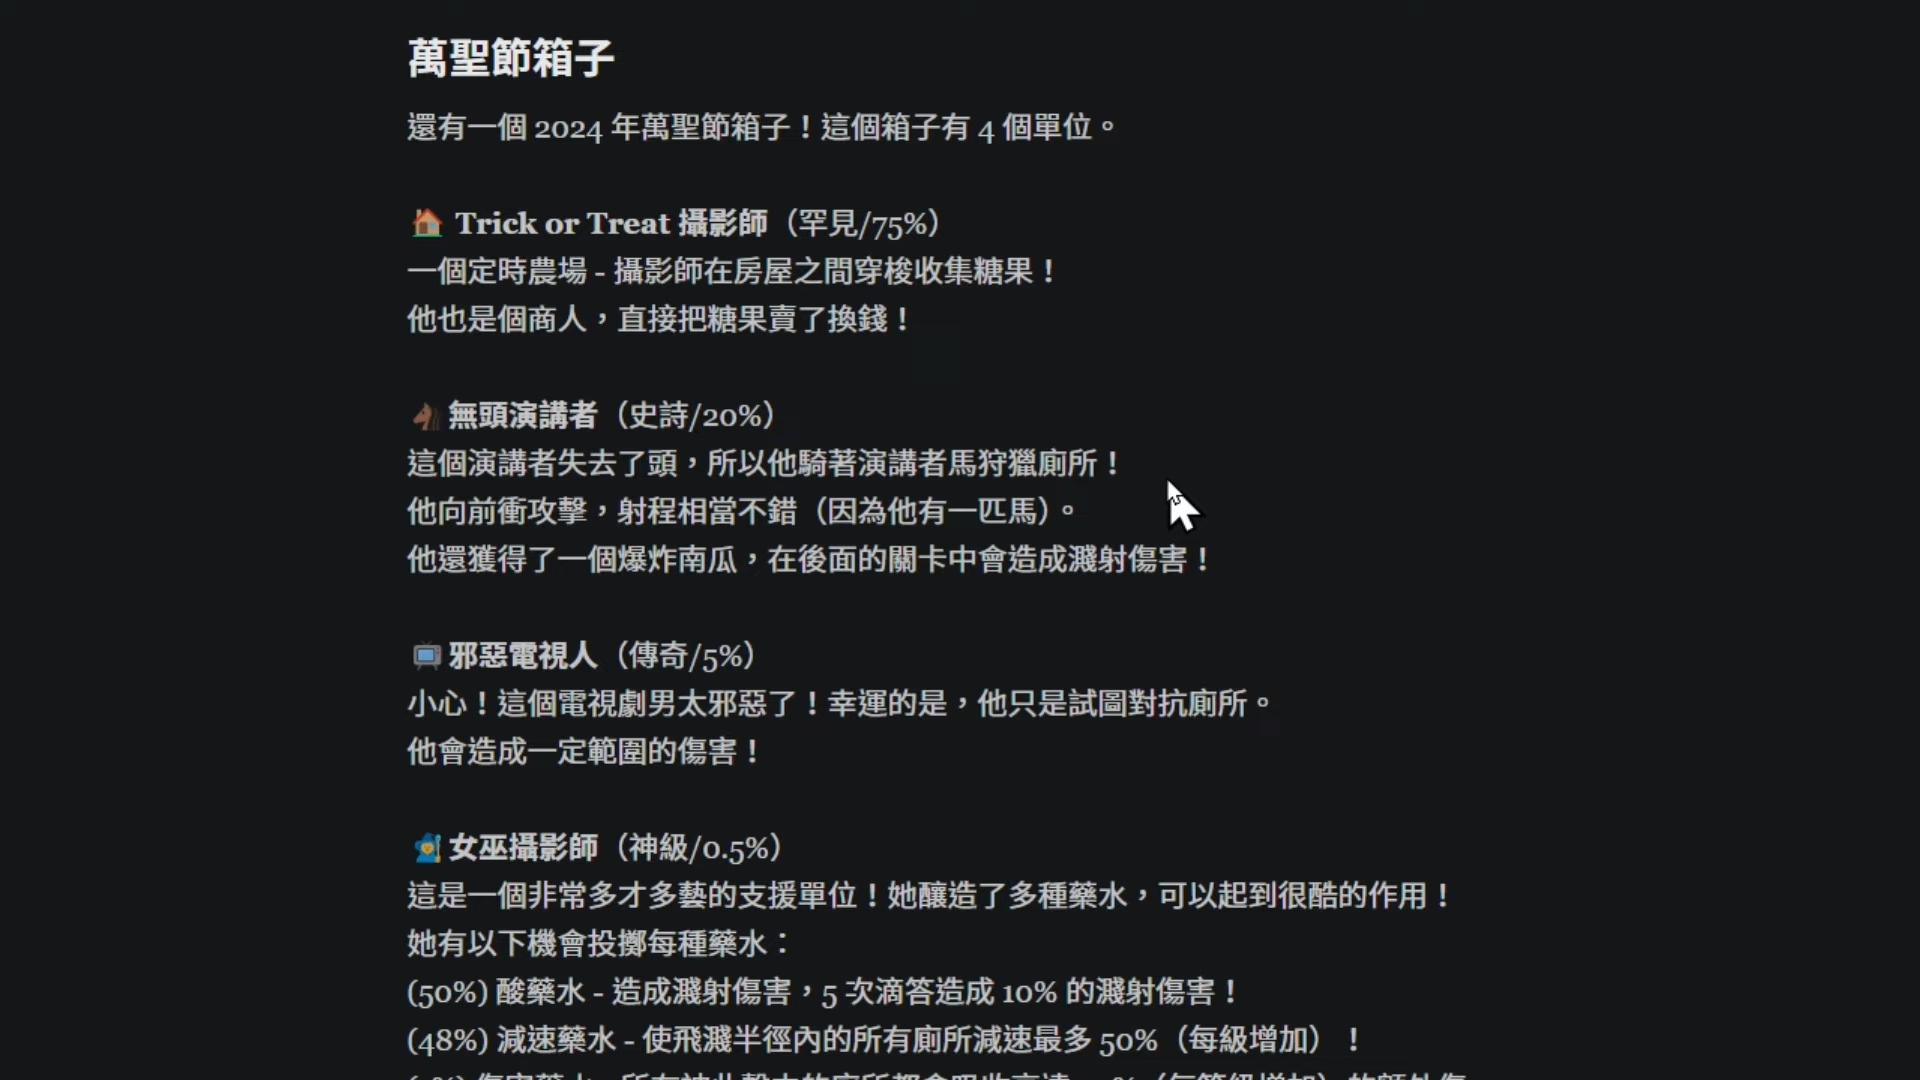 萬聖節箱子
還有一個 2024 年萬聖節箱子！這個箱子有 4 個單位。
Trick or Treat 攝影師（罕見/75%）
一個定時農場 - 攝影師在房屋之間穿梭收集糖果！
他也是個商人，直接把糖果賣了換錢！
無頭演講者（史詩/20%）
這個演講者失去了頭，所以他騎著演講者馬狩獵廁所！
他向前衝攻擊，射程相當不錯（因為他有一匹馬）。
他還獲得了一個爆炸南瓜，在後面的關卡中會造成濺射傷害！
邪惡電視人（傳奇/5%）
小心！這個電視劇男太邪惡了！幸運的是，他只是試圖對抗廁所。
他會造成一定範圍的傷害！
女巫攝影師（神級/0.5%）
這是一個非常多才多藝的支援單位！她釀造了多種藥水，可以起到很酷的作用！
她有以下機會投擲每種藥水：
(50%) 酸藥水 - 造成濺射傷害，5 次滴答造成 10% 的濺射傷害！
(48%) 減速藥水 - 使飛濺半徑內的所有廁所減速最多 50%（每級增加）！